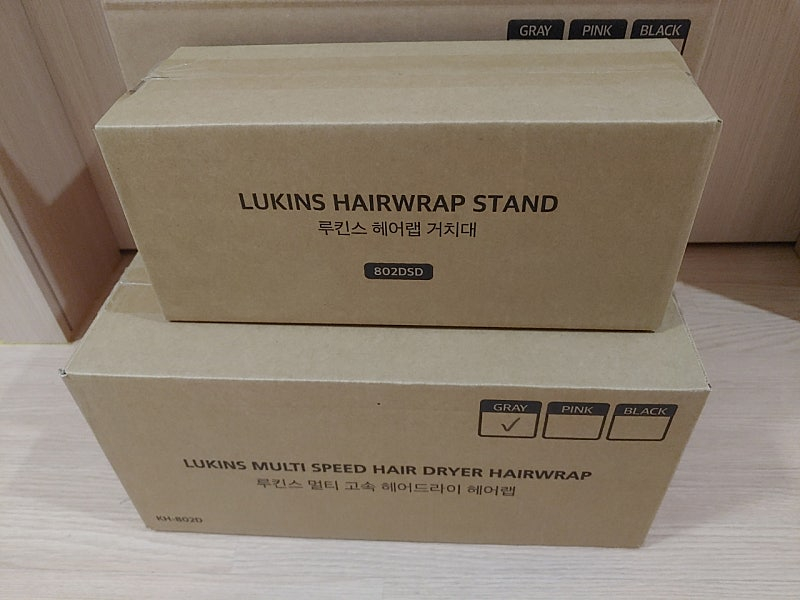 GRAY PINK BLACK
LUKINS HAIRWRAP STAND
루킨스 헤어랩 거치대
802DSD
GRAY PINK BLACK
LUKINS MULTI SPEED HAIR DRYER HAIRWRAP
루킨스 멀티 고속 헤어드라이 헤어랩
KH-802D